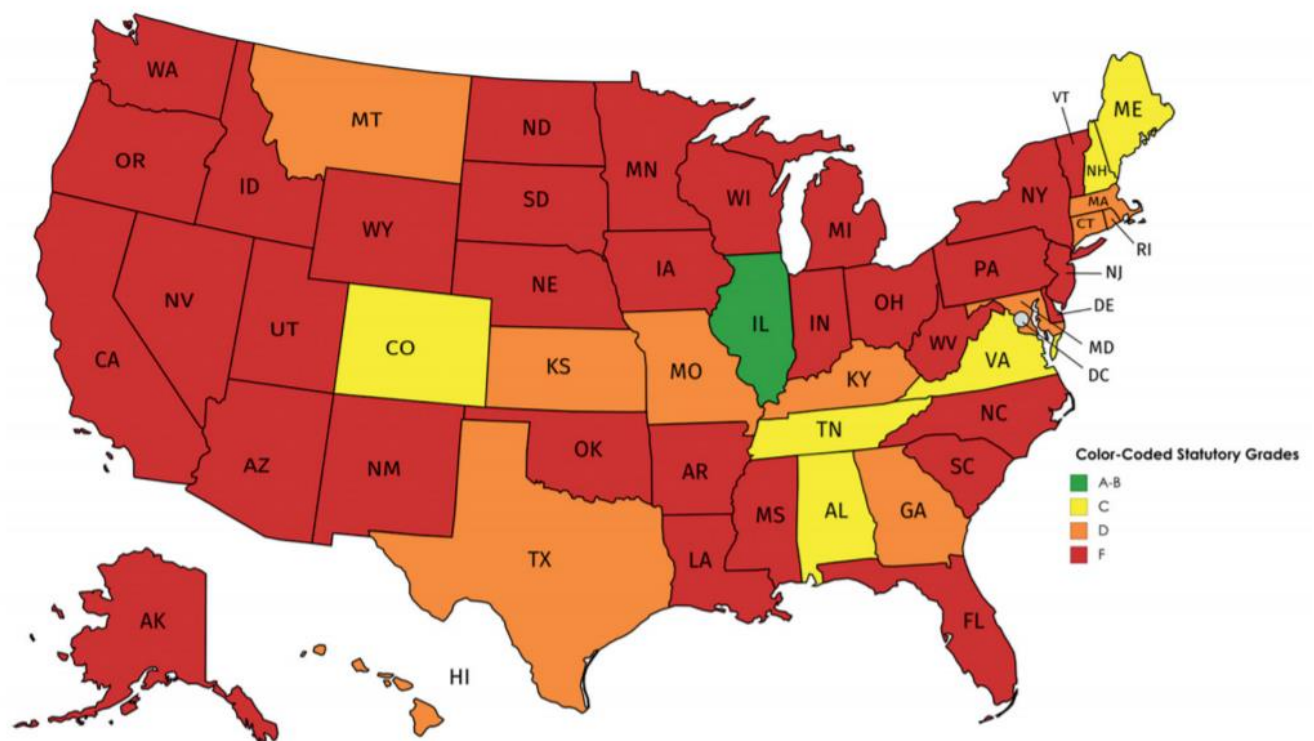 WA
MT
ND
MN
OR
ID
SD
WI
WY
MI
NY
VT
ME
NH
MA
CT
RI
NV
UT
CA
CO
NE
IA
KS
MO
IL
IN
OH
PA
NJ
DE
MD
DC
WV
VA
KY
TN
NC
SC
AZ
NM
OK
AR
TX
LA
MS
AL
GA
FL
AK
HI
Color-Coded Statutory Grades
A-B
C
D
F